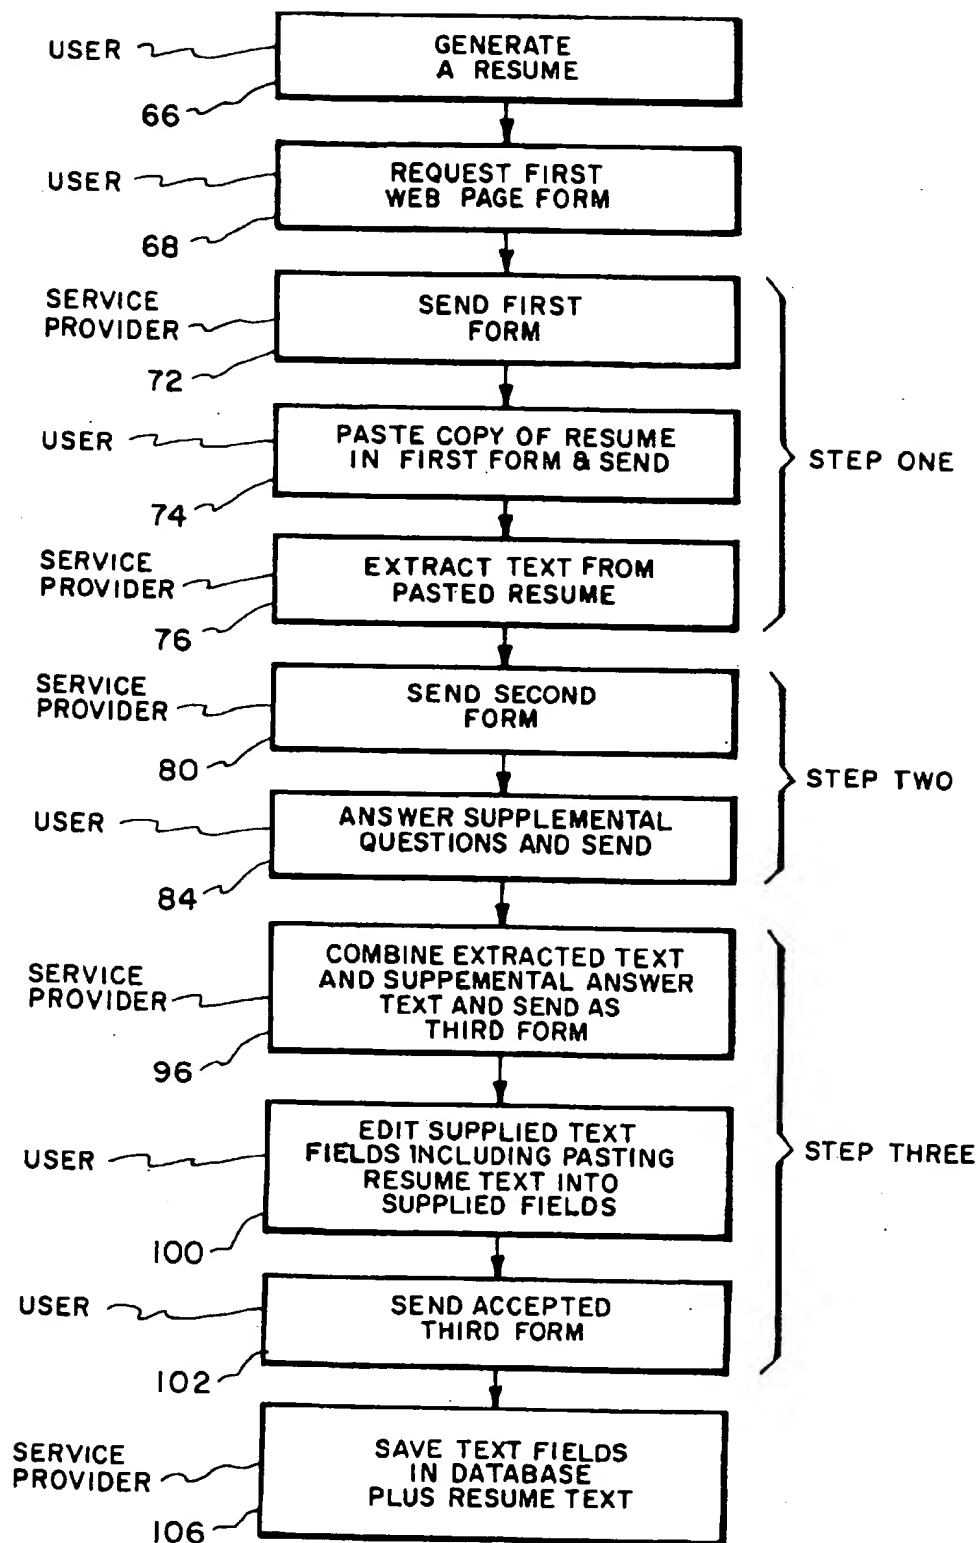 USER
GENERATE
A RESUME
66
USER
REQUEST FIRST
WEB PAGE FORM
68
SERVICE
PROVIDER
SEND FIRST
FORM
72
USER
PASTE COPY OF RESUME
IN FIRST FORM & SEND
74
STEP ONE
SERVICE
PROVIDER
EXTRACT TEXT FROM
PASTED RESUME
76
SERVICE
PROVIDER
SEND SECOND
FORM
80
STEP TWO
USER
ANSWER SUPPLEMENTAL
QUESTIONS AND SEND
84
SERVICE
PROVIDER
COMBINE EXTRACTED TEXT
AND SUPPEMENTAL ANSWER
TEXT AND SEND AS
THIRD FORM
96
USER
EDIT SUPPLIED TEXT
FIELDS INCLUDING PASTING
RESUME TEXT INTO
SUPPLIED FIELDS
100
STEP THREE
USER
SEND ACCEPTED
THIRD FORM
102
SERVICE
PROVIDER
SAVE TEXT FIELDS
IN DATABASE
PLUS RESUME TEXT
106